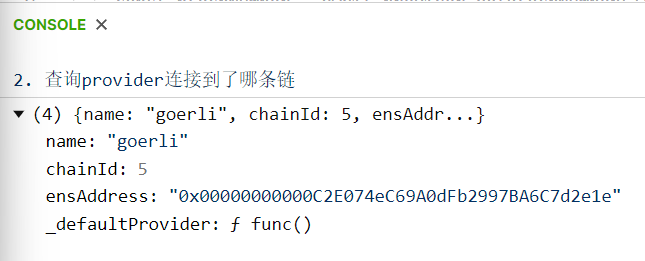 CONSOLE ×
2. 查询provider连接到了哪条链
▼ (4) {name: "goerli", chainId: 5, ensAddr...}
name: "goerli"
chainId: 5
ensAddress: "0x00000000000C2E074eC69A0dFb2997BA6C7d2e1e"
_defaultProvider: ƒ func()